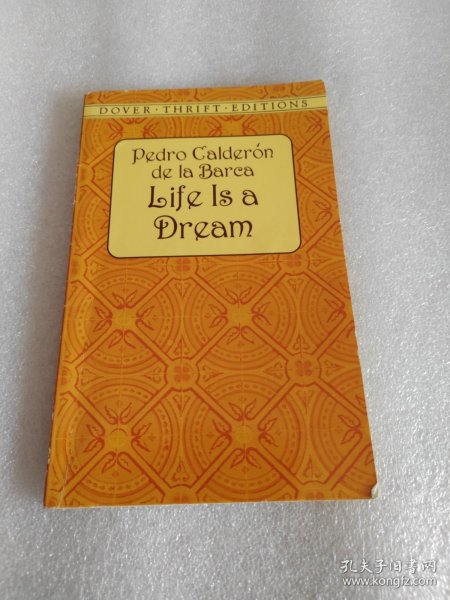 DOVER · THRIFT · EDITIONS
Pedro Calderón
de la Barca
Life Is a
Dream
孔夫子旧书网
www.kongfz.com